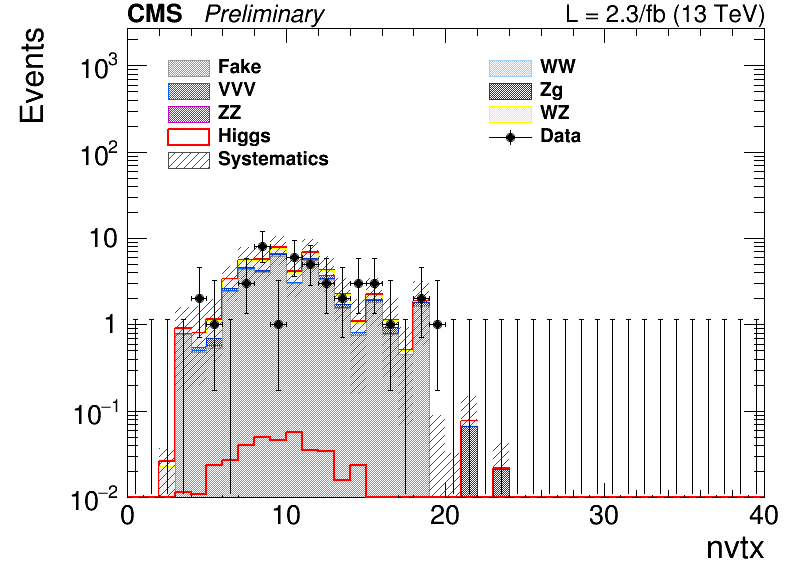 CMS Preliminary L = 2.3/fb (13 TeV)
Events
Fake WW
VVV Zg
ZZ WZ
Higgs Data
Systematics
10³
10²
10
1
10⁻¹
10⁻²
0 10 20 30 40
nvtx